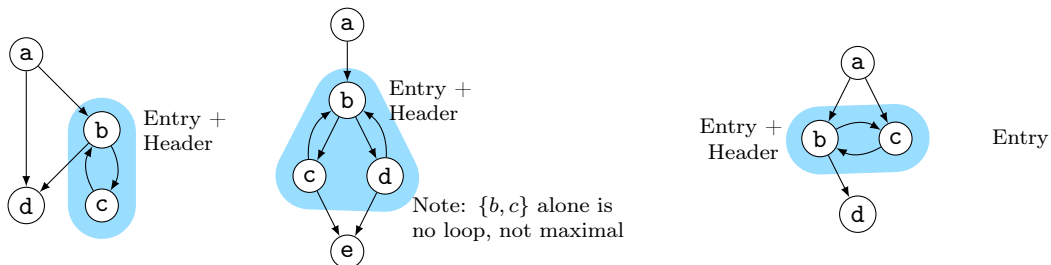 a
b
c
d
Entry +
Header
a
b
c
d
e
Entry +
Header
Note: {b, c} alone is
no loop, not maximal
a
b
c
d
Entry +
Header
Entry